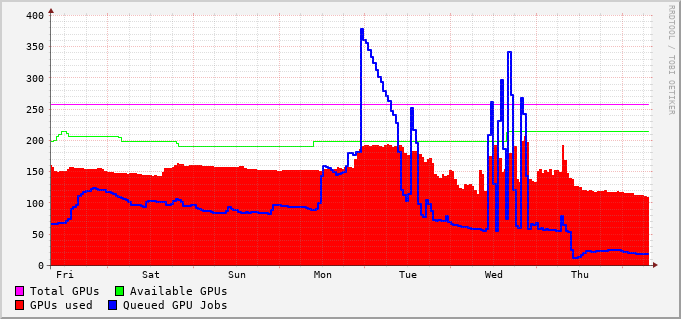 RRDTOOL / TOBI OETIKER
400
350
300
250
200
150
100
50
0
Fri Sat Sun Mon Tue Wed Thu
Total GPUs Available GPUs
GPUs used Queued GPU Jobs